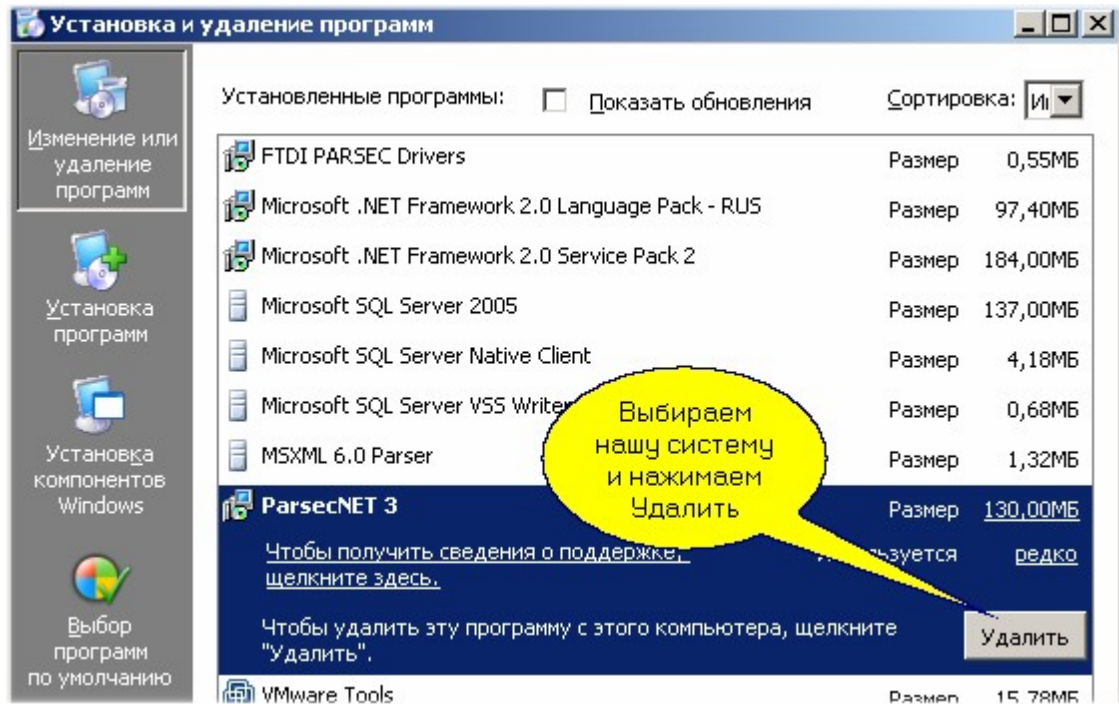 Установка и удаление программ
Изменение или
удаление
программ
Установка
программ
Установка
компонентов
Windows
Выбор
программ
по умолчанию
Установленные программы: Показать обновления Сортировка:
FTDI PARSEC Drivers Размер 0,55МБ
Microsoft .NET Framework 2.0 Language Pack - RUS Размер 97,40МБ
Microsoft .NET Framework 2.0 Service Pack 2 Размер 184,00МБ
Microsoft SQL Server 2005 Размер 137,00МБ
Microsoft SQL Server Native Client Размер 4,18МБ
Microsoft SQL Server VSS Writer Размер 0,68МБ
MSXML 6.0 Parser Размер 1,32МБ
ParsecNET 3 Размер 130,00МБ
Чтобы получить сведения о поддержке, редко
щелкните здесь.
Чтобы удалить эту программу с этого компьютера, щелкните
"Удалить".
Удалить
VMware Tools Размер 15,78МБ
Выбираем
нашу систему
и нажимаем
Удалить